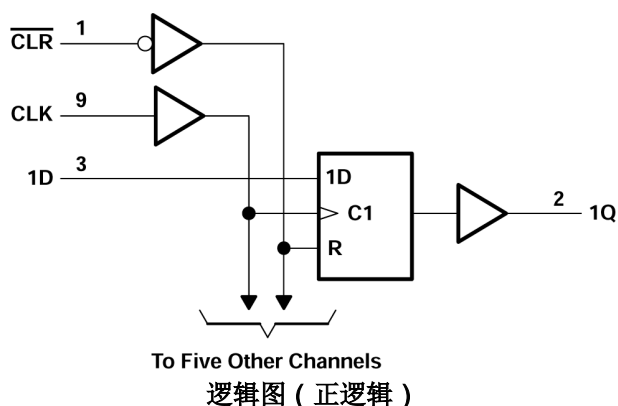 CLR 1
CLK 9
1D 3
1D
C1
R
2 1Q
To Five Other Channels
逻辑图（正逻辑）